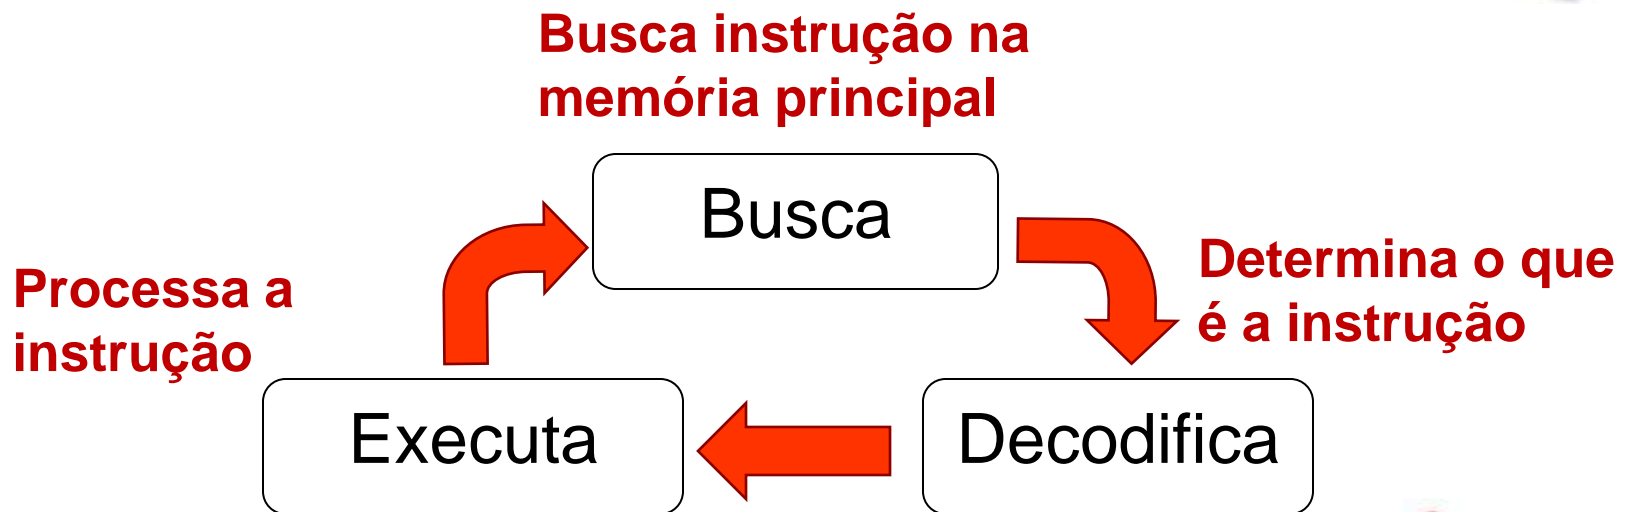 Busca instrução na
memória principal
Busca
Determina o que
é a instrução
Processa a
instrução
Executa
Decodifica